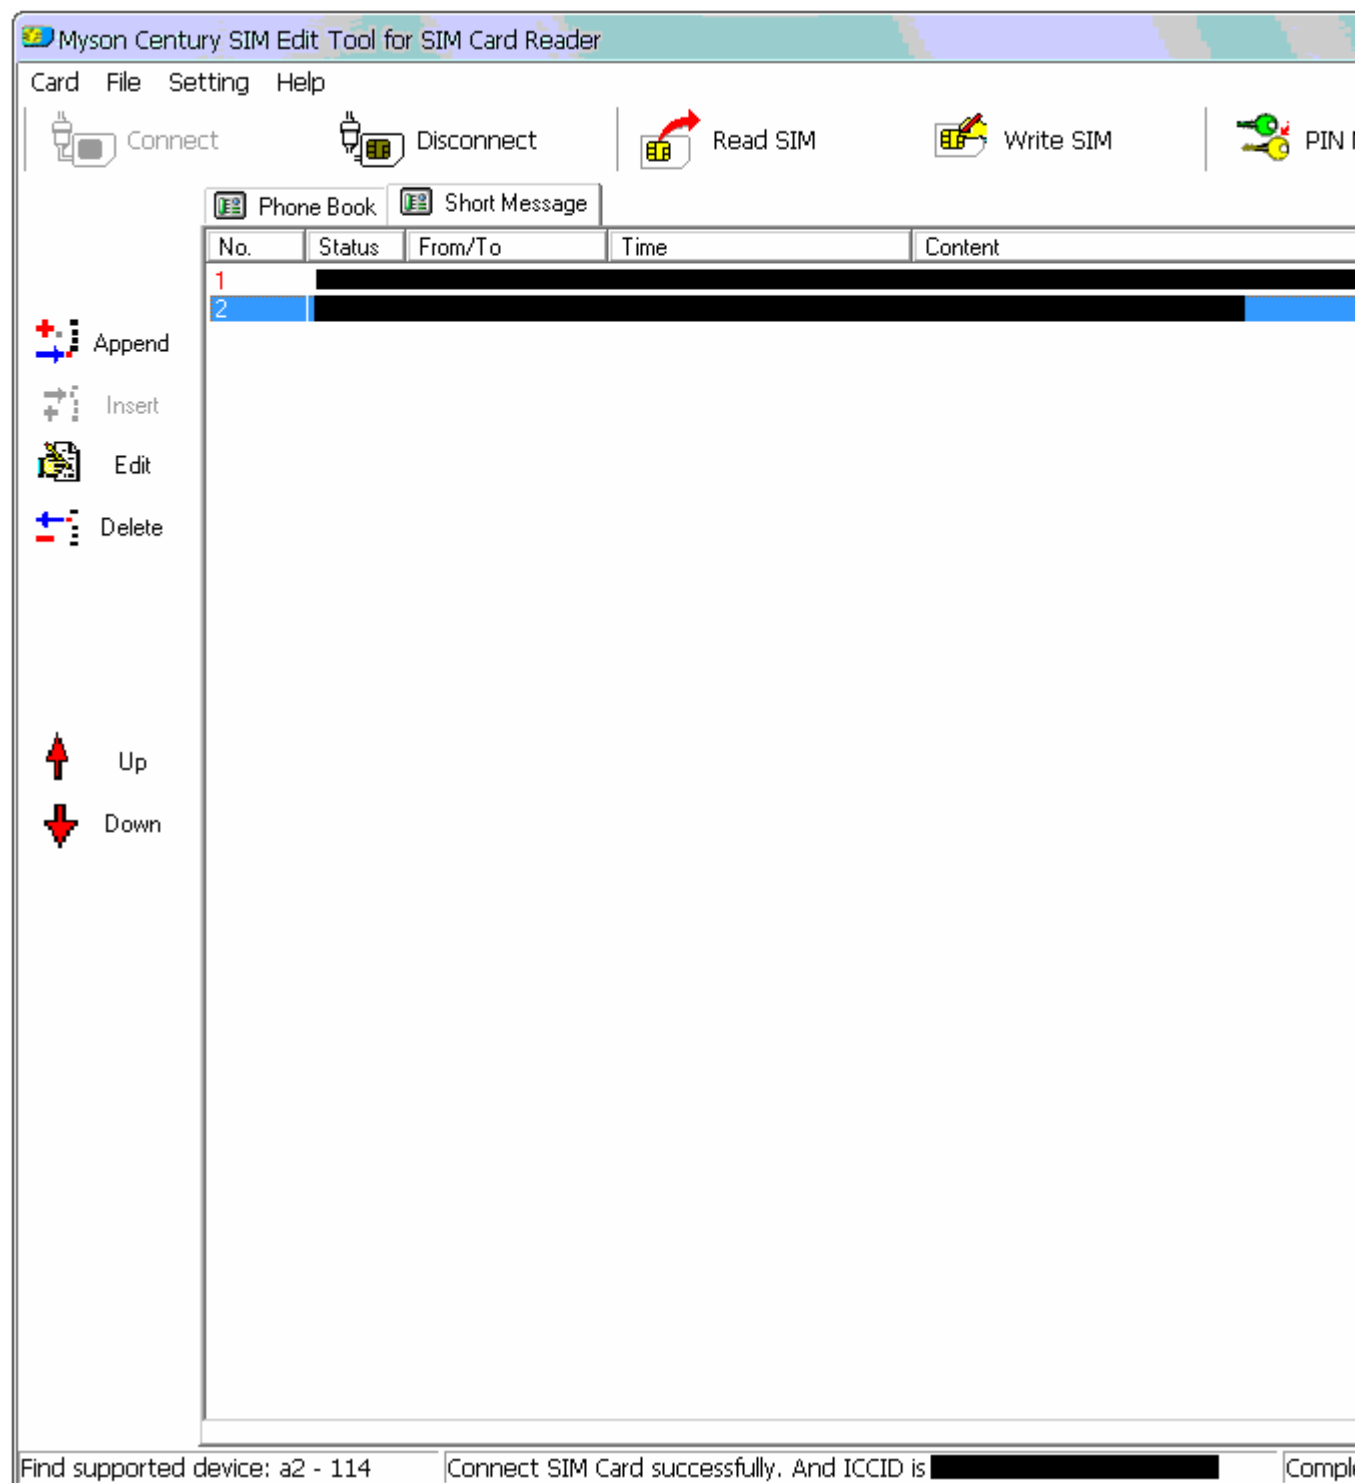 Myson Century SIM Edit Tool for SIM Card Reader
Card File Setting Help
Connect Disconnect Read SIM Write SIM PIN
Phone Book Short Message
No. Status From/To Time Content
1
2
Append
Insert
Edit
Delete
Up
Down
Find supported device: a2 - 114 Connect SIM Card successfully. And ICCID is